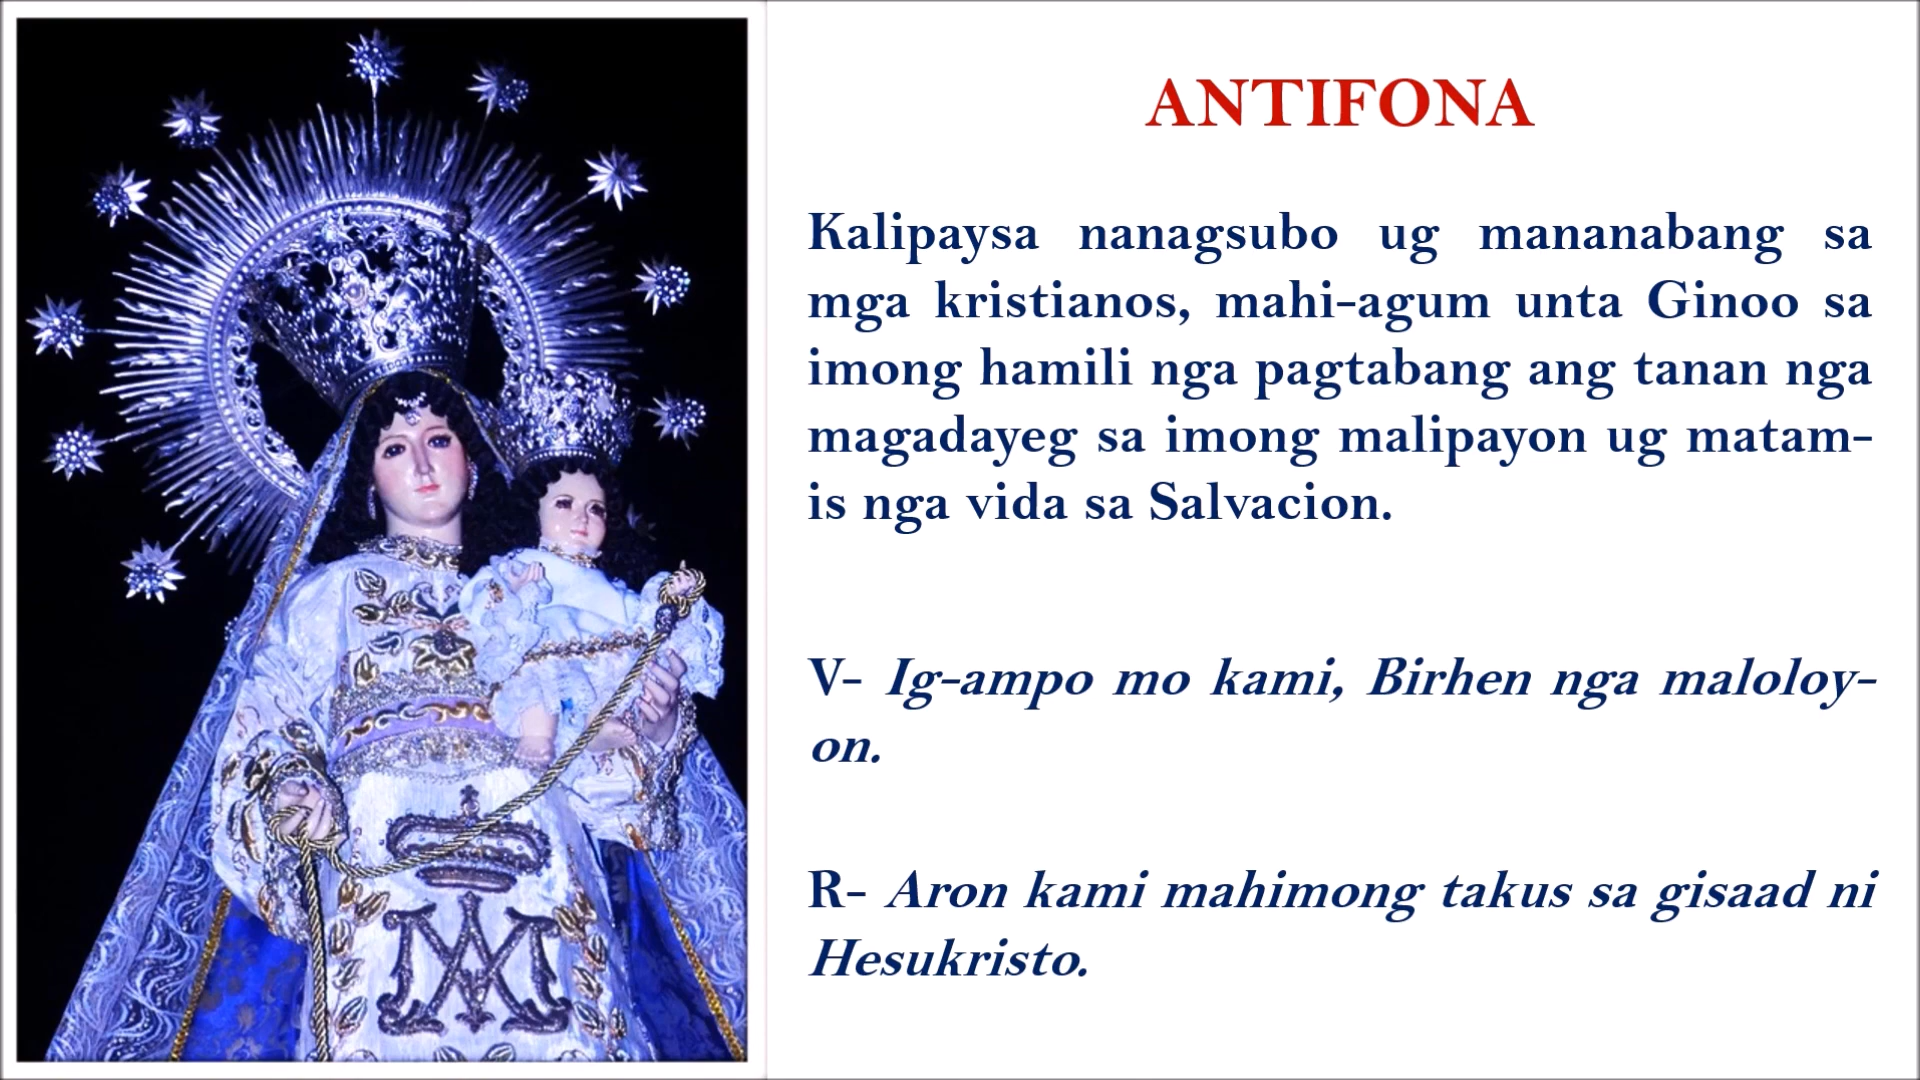 ANTIFONA
Kalipaysa nanagsubo ug mananabang sa
mga kristianos, mahi-agum unta Ginoo sa
imong hamili nga pagtabang ang tanan nga
magadayeg sa imong malipayon ug matam-
is nga vida sa Salvacion.
V- Ig-ampo mo kami, Birhen nga maloloy-
on.
R- Aron kami mahimong takus sa gisaad ni
Hesukristo.